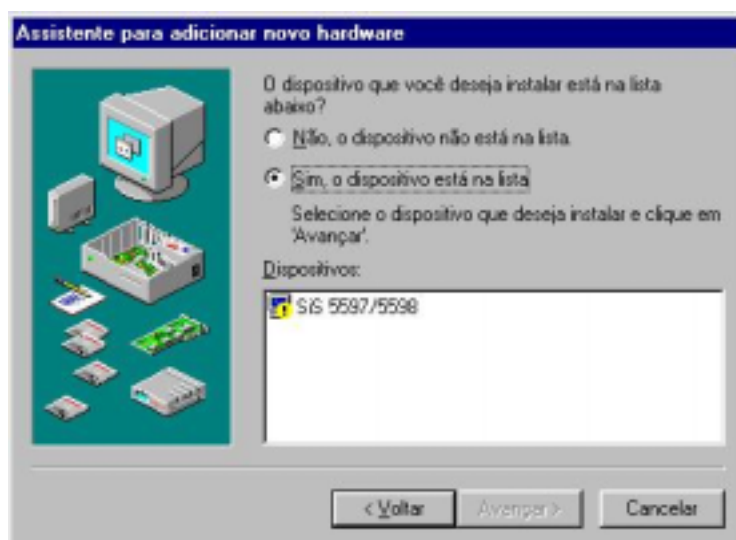 Assistente para adicionar novo hardware
O dispositivo que você deseja instalar está na lista
abaixo?
Não, o dispositivo não está na lista.
Sim, o dispositivo está na lista
Selecione o dispositivo que deseja instalar e clique em
'Avançar'.
Dispositivos:
SiS 5597/5598
< Voltar
Avançar >
Cancelar